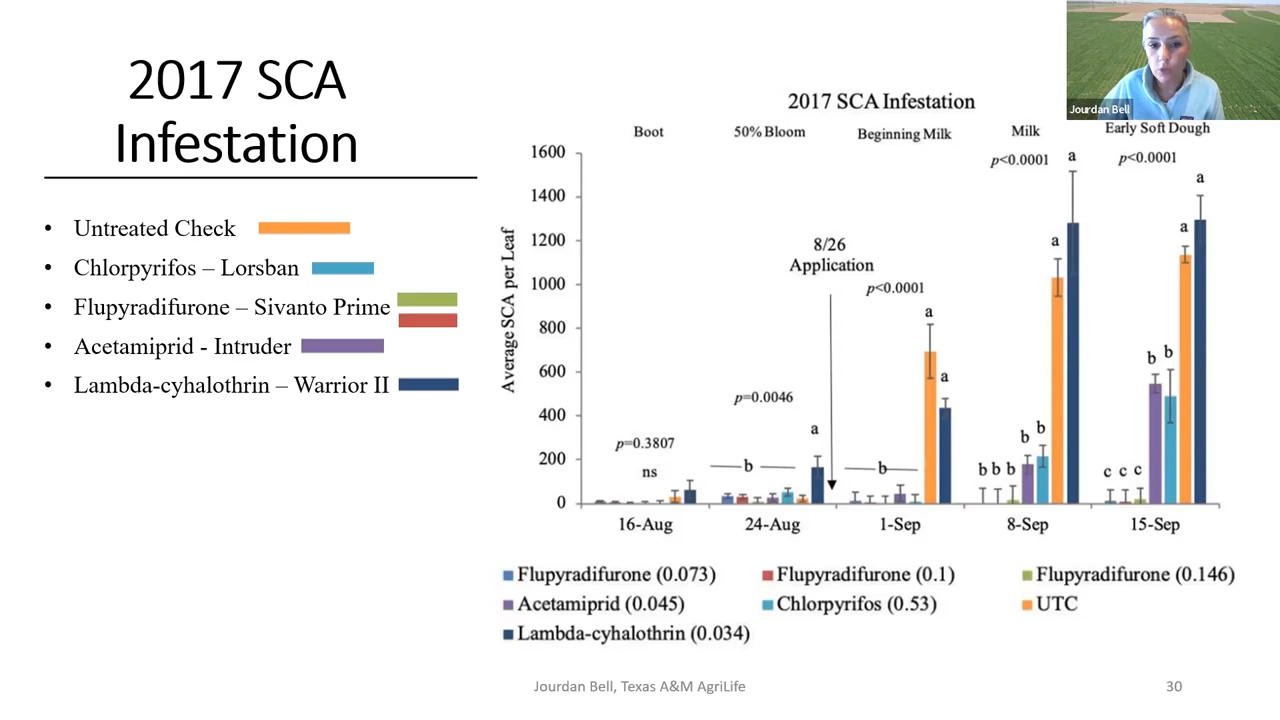 2017 SCA
Infestation
• Untreated Check
• Chlorpyrifos – Lorsban
• Flupyradifurone – Sivanto Prime
• Acetamiprid - Intruder
• Lambda-cyhalothrin – Warrior II
Jourdan Bell
2017 SCA Infestation
Boot 50% Bloom Beginning Milk Milk Early Soft Dough
Average SCA per Leaf
1600
1400
1200
1000
800
600
400
200
0
p=0.3807
ns
p=0.0046
b
a
8/26
Application
p<0.0001
b
a
a
p<0.0001
b b b b b a a
p<0.0001
c c c b b a a
16-Aug 24-Aug 1-Sep 8-Sep 15-Sep
Flupyradifurone (0.073) Flupyradifurone (0.1) Flupyradifurone (0.146)
Acetamiprid (0.045) Chlorpyrifos (0.53) UTC
Lambda-cyhalothrin (0.034)
Jourdan Bell, Texas A&M AgriLife
30